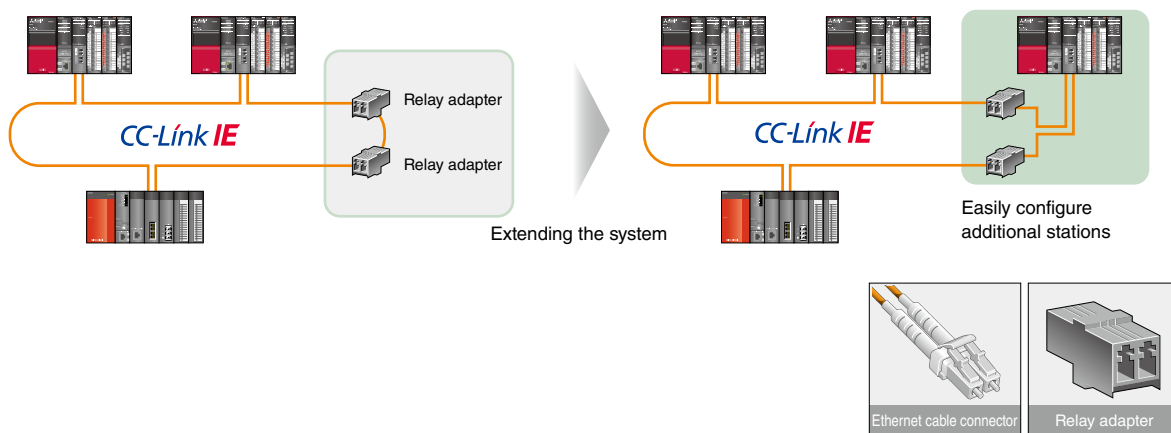 Relay adapter
CC-Link IE
Relay adapter
Extending the system
CC-Link IE
Easily configure
additional stations
Ethernet cable connector
Relay adapter